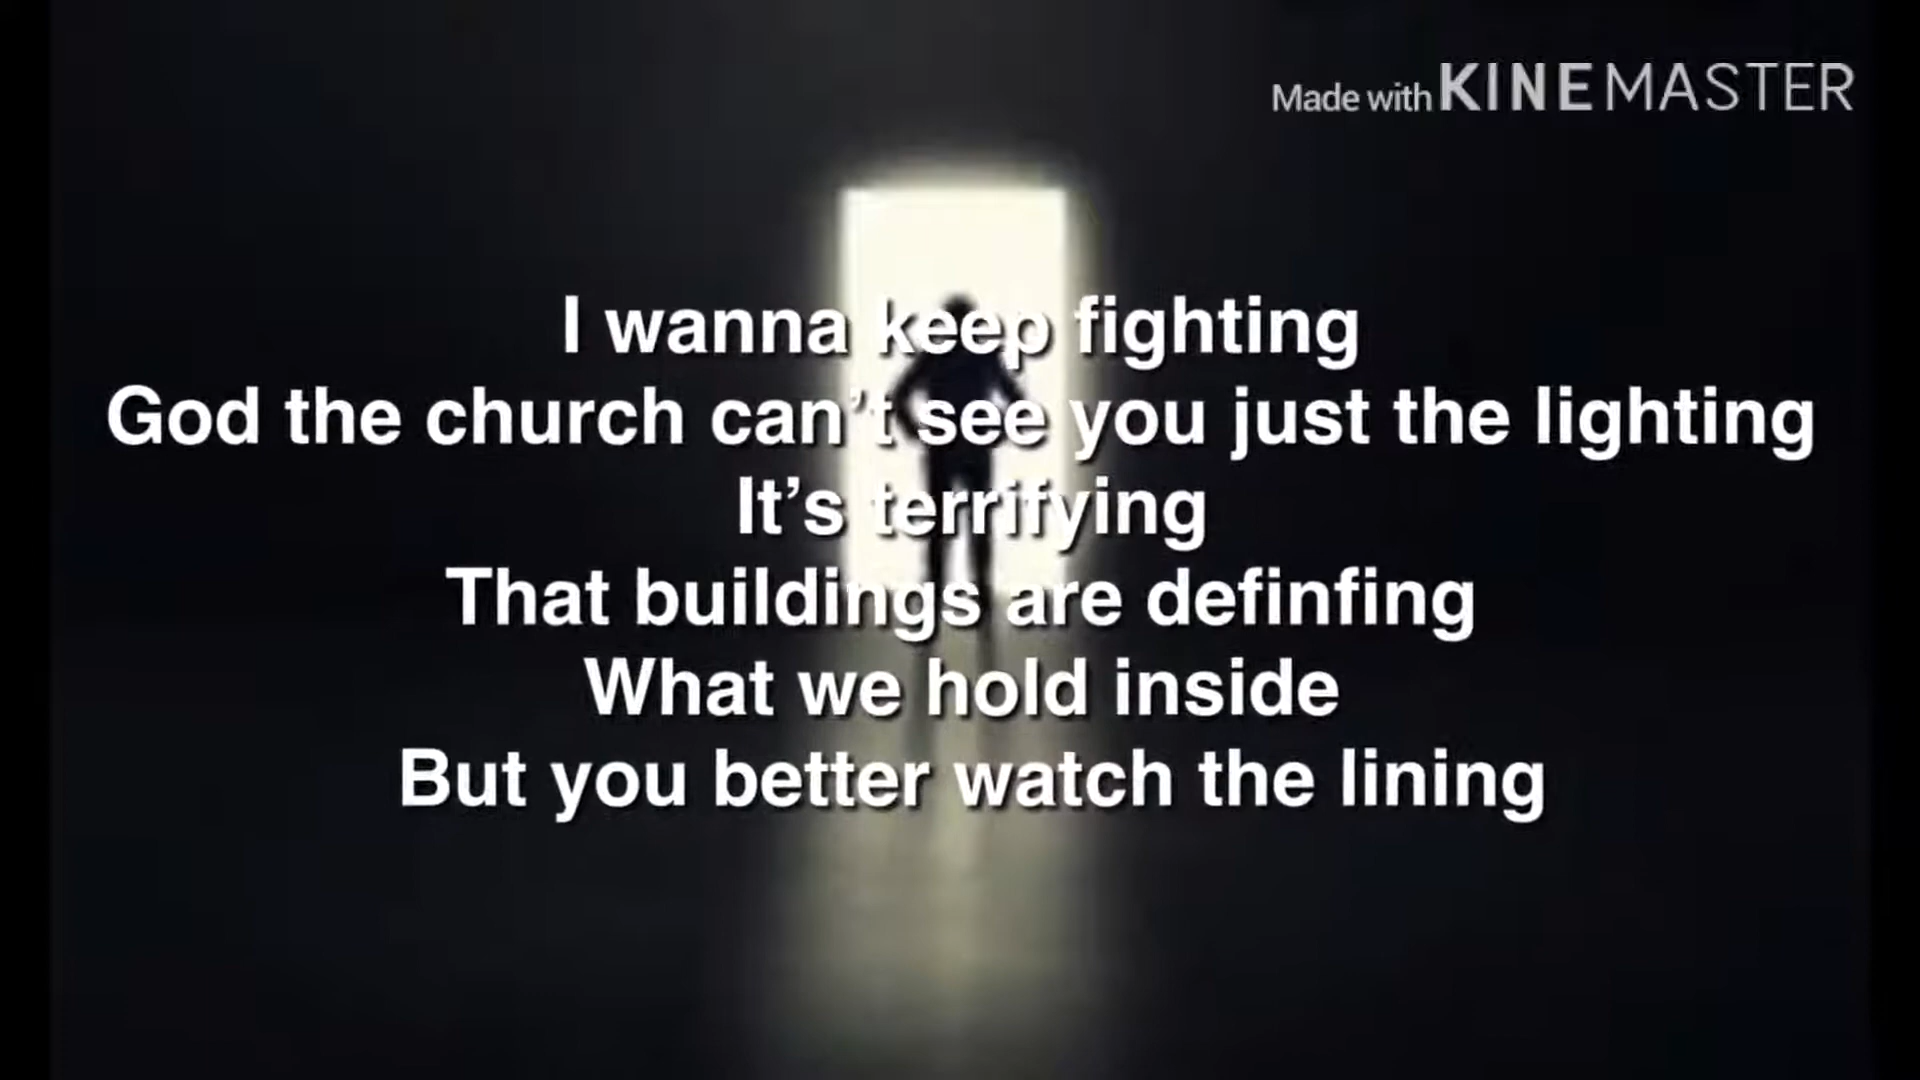 Made with KINEMASTER
I wanna keep fighting
God the church can't see you just the lighting
It's terrifying
That buildings are definfing
What we hold inside
But you better watch the lining